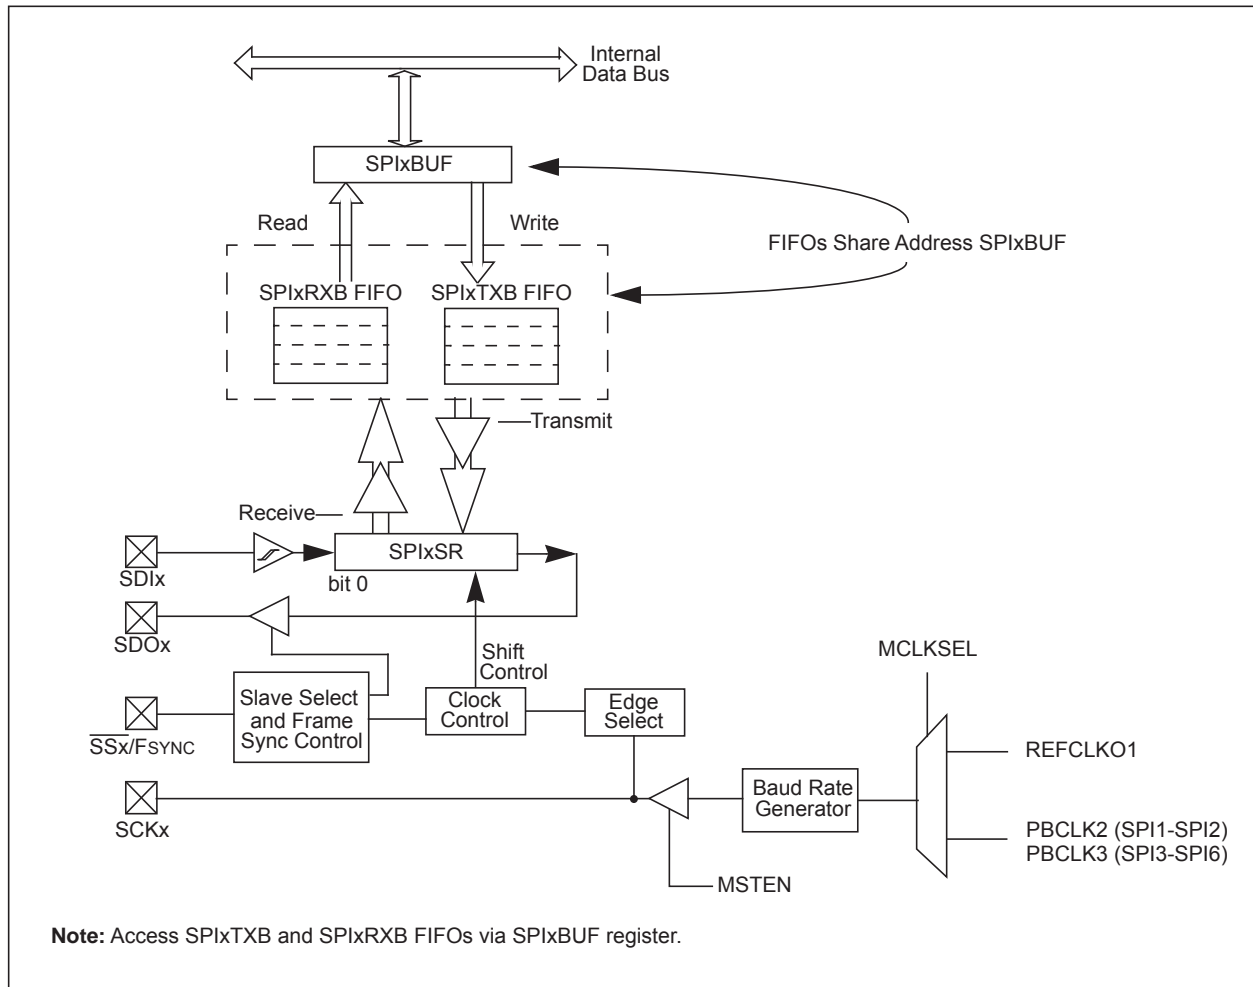 Internal
Data Bus
SPIxBUF
Read
Write
FIFOs Share Address SPIxBUF
SPIxRXB FIFO
SPIxTXB FIFO
Transmit
Receive
SDIx
SPIxSR
bit 0
SDOx
Shift
Control
MCLKSEL
Slave Select
and Frame
Sync Control
Clock
Control
Edge
Select
SSx/FSYNC
REFCLKO1
Baud Rate
Generator
SCKx
PBCLK2 (SPI1-SPI2)
PBCLK3 (SPI3-SPI6)
MSTEN
Note: Access SPIxTXB and SPIxRXB FIFOs via SPIxBUF register.